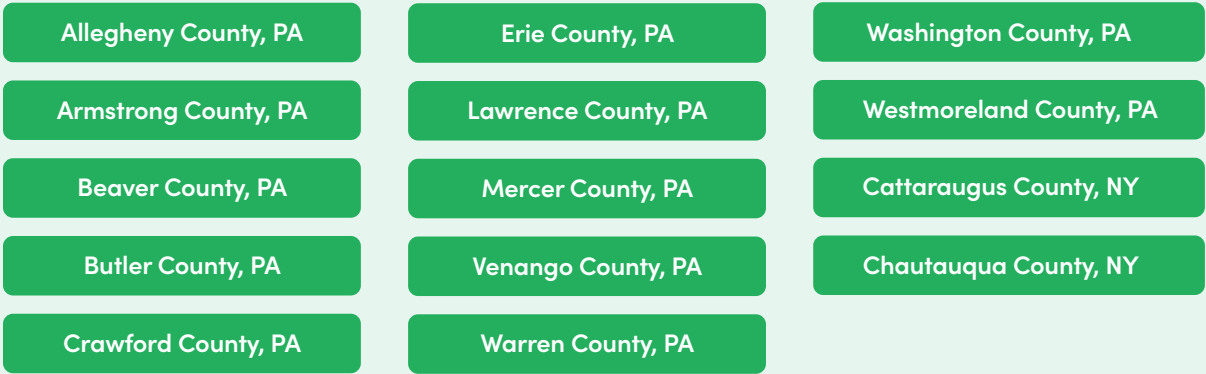 Allegheny County, PA
Armstrong County, PA
Beaver County, PA
Butler County, PA
Crawford County, PA
Erie County, PA
Lawrence County, PA
Mercer County, PA
Venango County, PA
Warren County, PA
Washington County, PA
Westmoreland County, PA
Cattaraugus County, NY
Chautauqua County, NY